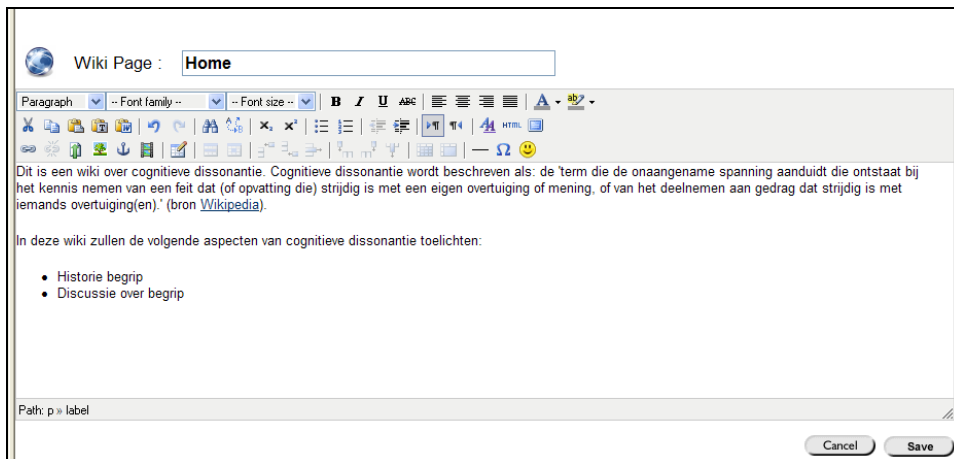 Wiki Page : Home
Paragraph -- Font family -- -- Font size -- B I U ABC A ab
HTML
Ω
Dit is een wiki over cognitieve dissonantie. Cognitieve dissonantie wordt beschreven als: de 'term die de onaangename spanning aanduidt die ontstaat bij
het kennis nemen van een feit dat (of opvatting die) strijdig is met een eigen overtuiging of mening, of van het deelnemen aan gedrag dat strijdig is met
iemands overtuiging(en).' (bron Wikipedia).
In deze wiki zullen de volgende aspecten van cognitieve dissonantie toelichten:
• Historie begrip
• Discussie over begrip
Path: p » label
Cancel Save